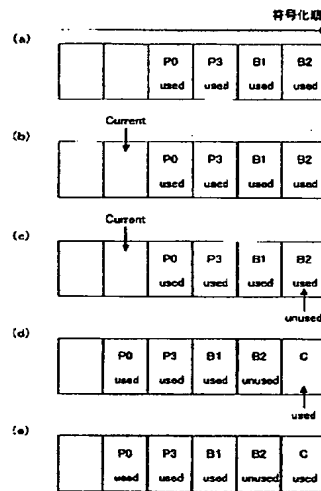 符号化順
(a)
P0 P3 B1 B2
used used used used
(b)
Current
P0 P3 B1 B2
used used used used
(c)
Current
P0 P3 B1 B2
used used used used
unused
(d)
P0 P3 B1 B2 C
used used used unused
used
(e)
P0 P3 B1 B2 C
used used used unused used